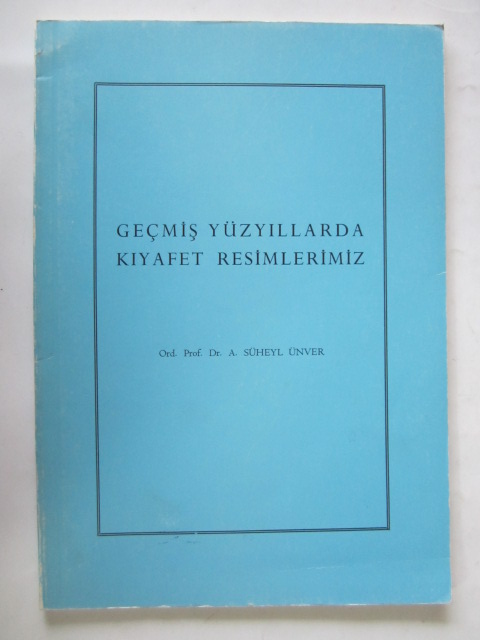 GEÇMİŞ YÜZYILLARDA
KIYAFET RESİMLERİMİZ
Ord. Prof. Dr. A. SÜHEYL ÜNVER